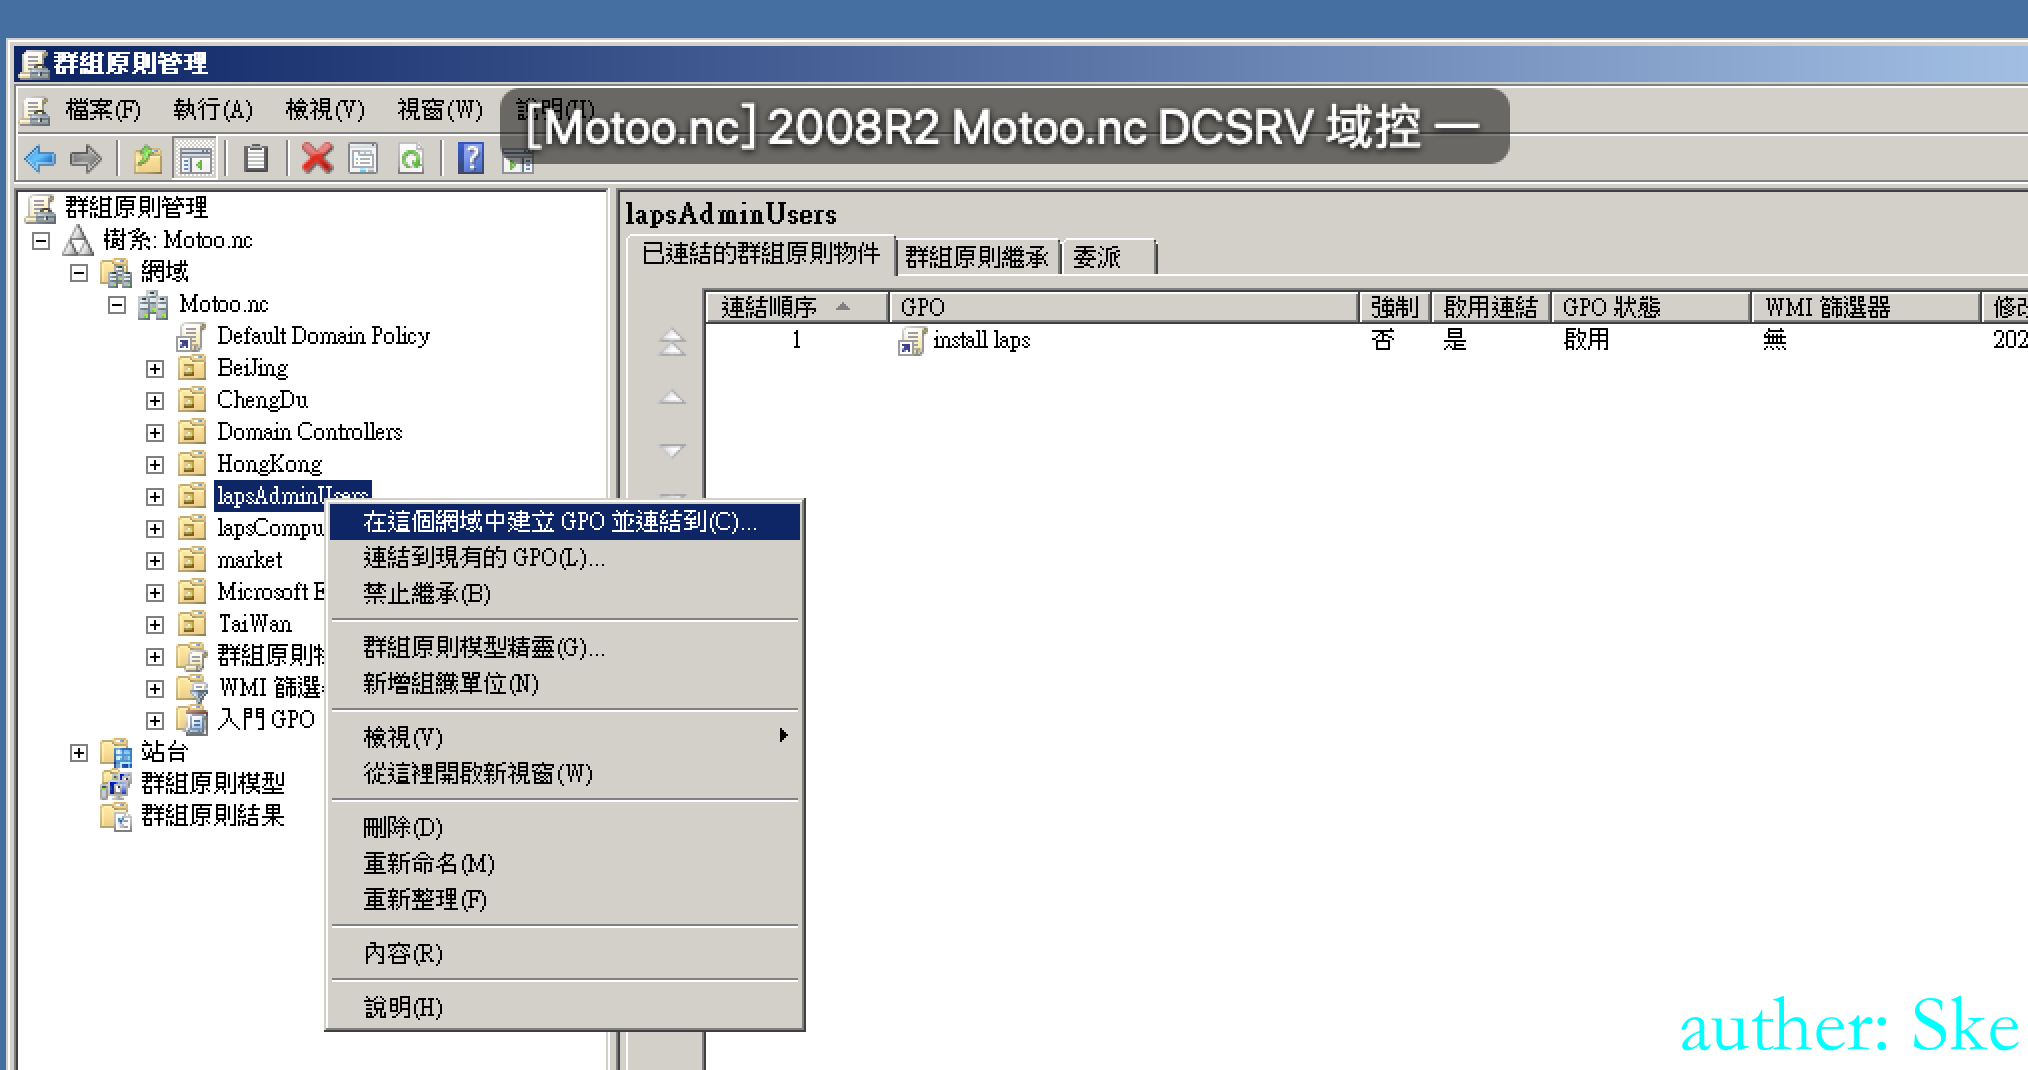 群組原則管理
檔案(F) 執行(A) 檢視(V) 視窗(W) 說明(H)
[Motoo.nc] 2008R2 Motoo.nc DCSRV 域控 一
群組原則管理
樹系: Motoo.nc
網域
Motoo.nc
Default Domain Policy
BeiJing
ChengDu
Domain Controllers
HongKong
lapsAdminUsers
lapsCompu
market
Microsoft E
TaiWan
群組原則物
WMI 篩選
入門 GPO
站台
群組原則模型
群組原則結果
lapsAdminUsers
已連結的群組原則物件 群組原則繼承 委派
連結順序 GPO 強制 啟用連結 GPO 狀態 WMI 篩選器 修改
1 install laps 否 是 啟用 無 202
在這個網域中建立 GPO 並連結到(C)...
連結到現有的 GPO(L)...
禁止繼承(B)
群組原則模型精靈(G)...
新增組織單位(N)
檢視(V)
從這裡開啟新視窗(W)
刪除(D)
重新命名(M)
重新整理(F)
內容(R)
說明(H)
auther: Ske